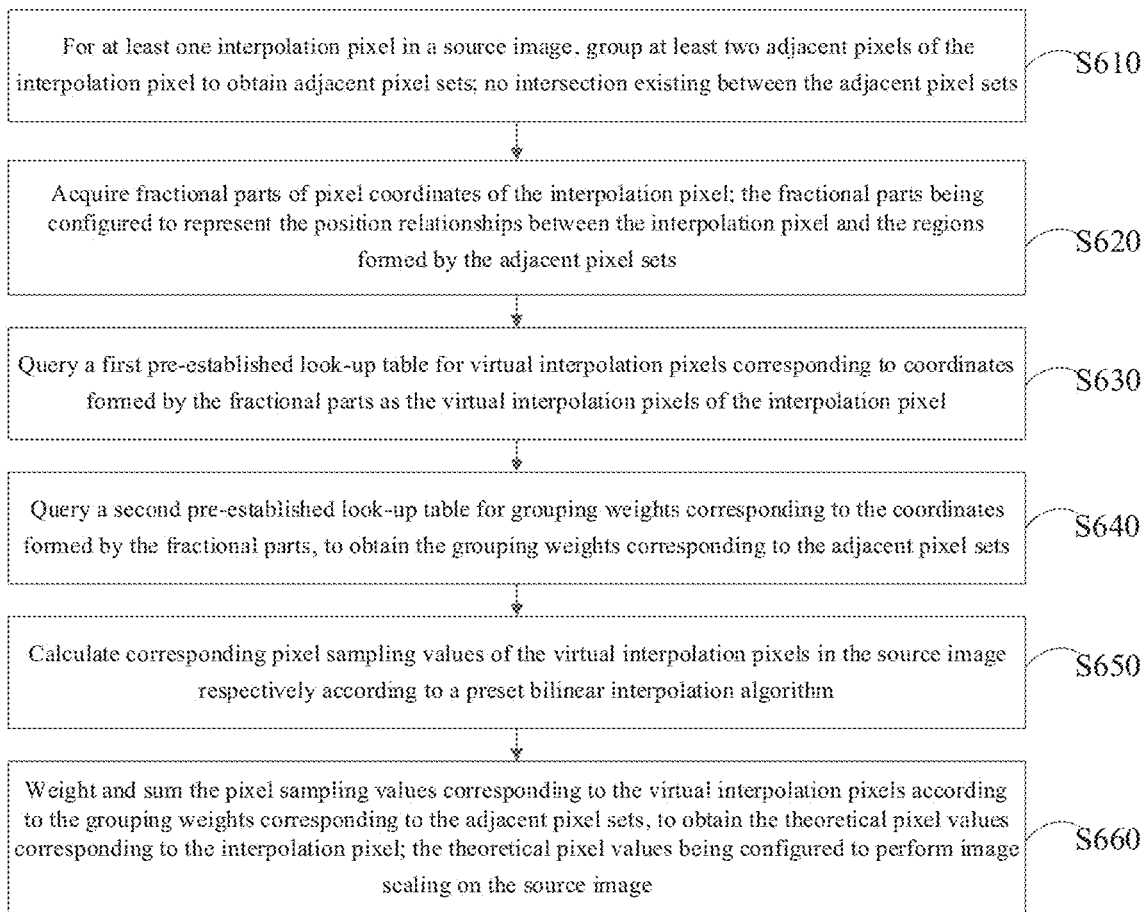 For at least one interpolation pixel in a source image, group at least two adjacent pixels of the
interpolation pixel to obtain adjacent pixel sets; no intersection existing between the adjacent pixel sets
S610
Acquire fractional parts of pixel coordinates of the interpolation pixel; the fractional parts being
configured to represent the position relationships between the interpolation pixel and the regions
formed by the adjacent pixel sets
S620
Query a first pre-established look-up table for virtual interpolation pixels corresponding to coordinates
formed by the fractional parts as the virtual interpolation pixels of the interpolation pixel
S630
Query a second pre-established look-up table for grouping weights corresponding to the coordinates
formed by the fractional parts, to obtain the grouping weights corresponding to the adjacent pixel sets
S640
Calculate corresponding pixel sampling values of the virtual interpolation pixels in the source image
respectively according to a preset bilinear interpolation algorithm
S650
Weight and sum the pixel sampling values corresponding to the virtual interpolation pixels according
to the grouping weights corresponding to the adjacent pixel sets, to obtain the theoretical pixel values
corresponding to the interpolation pixel; the theoretical pixel values being configured to perform image
scaling on the source image
S660